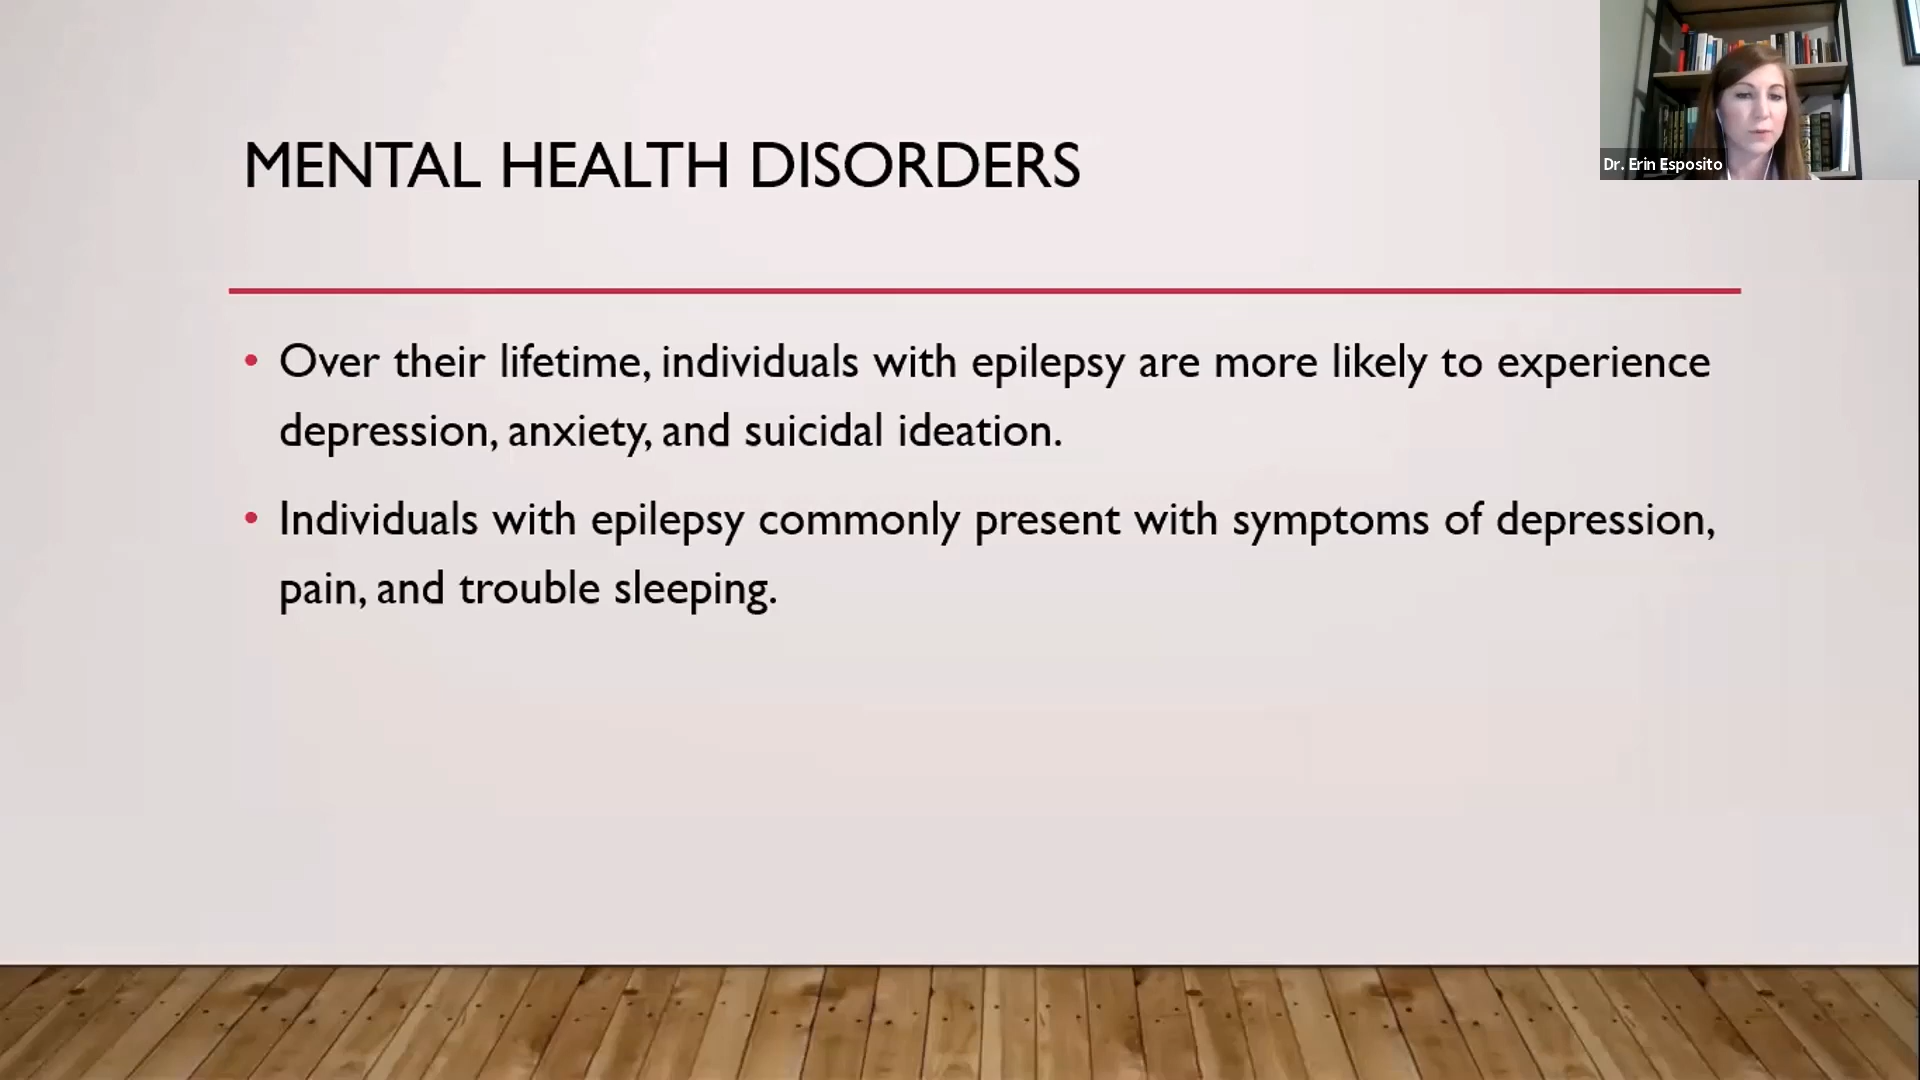 MENTAL HEALTH DISORDERS
Dr. Erin Esposito
• Over their lifetime, individuals with epilepsy are more likely to experience
depression, anxiety, and suicidal ideation.
• Individuals with epilepsy commonly present with symptoms of depression,
pain, and trouble sleeping.